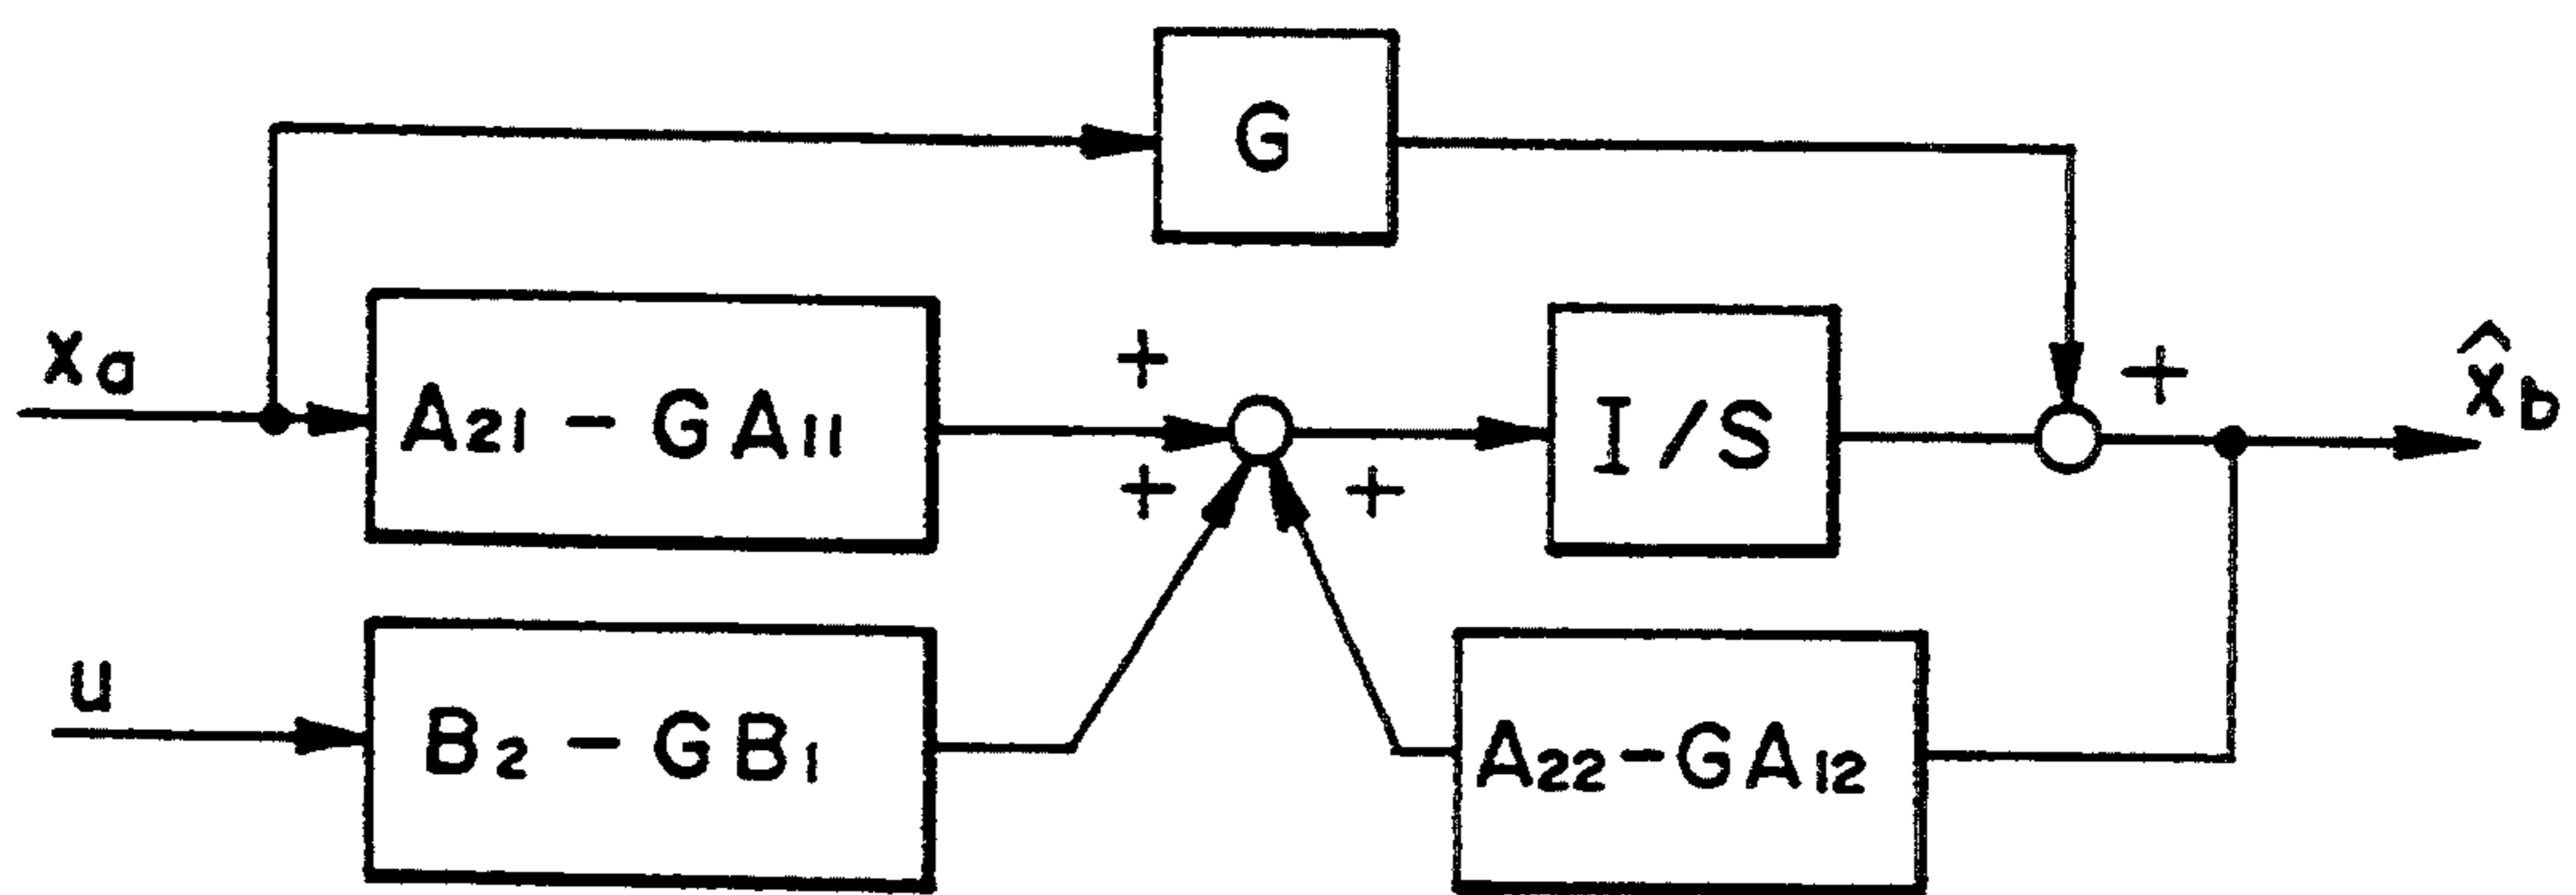 G
+
+
xa
A21 - GA11
I/S
x̂b
+
+
u
B2 - GB1
A22-GA12